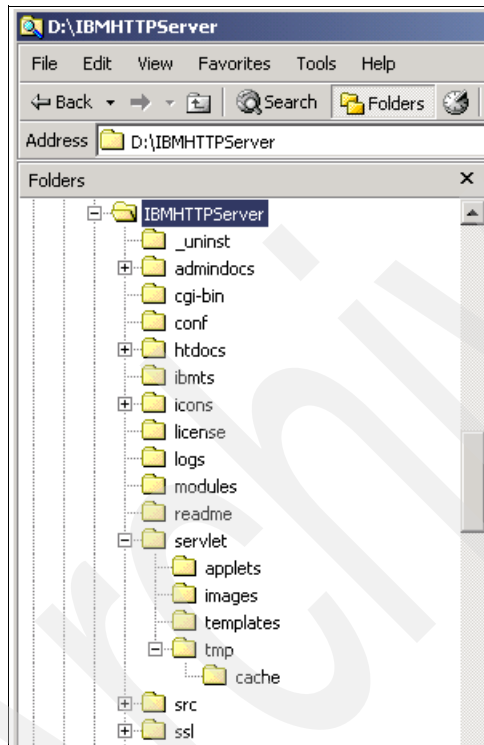 D:\IBMHTTPServer
File Edit View Favorites Tools Help
Back Search Folders
Address D:\IBMHTTPServer
Folders
IBMHTTPServer
_uninst
admindocs
cgi-bin
conf
htdocs
ibmts
icons
license
logs
modules
readme
servlet
applets
images
templates
tmp
cache
src
ssl